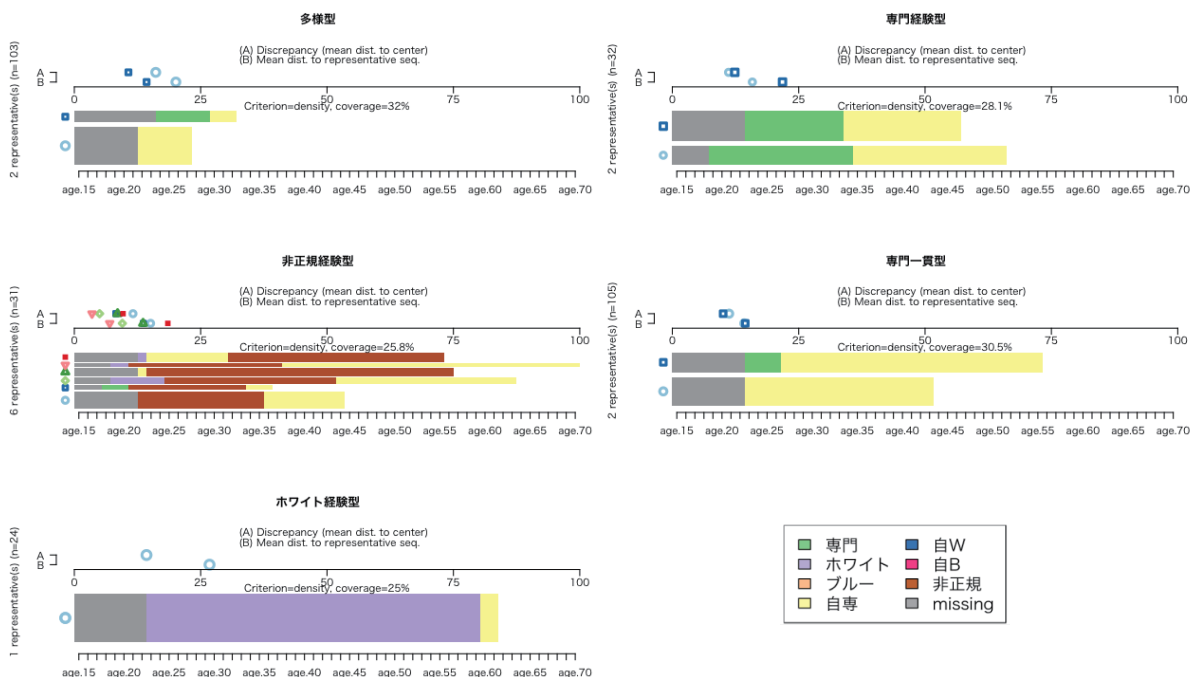 多様型
(A) Discrepancy (mean dist. to center)
(B) Mean dist. to representative seq.
A
B
0 25 50 75 100
Criterion=density, coverage=32%
2 representative(s) (n=103)
age.15 age.20 age.25 age.30 age.35 age.40 age.45 age.50 age.55 age.60 age.65 age.70
専門経験型
(A) Discrepancy (mean dist. to center)
(B) Mean dist. to representative seq.
A
B
0 25 50 75 100
Criterion=density, coverage=28.1%
2 representative(s) (n=32)
age.15 age.20 age.30 age.35 age.40 age.45 age.50 age.55 age.60 age.65 age.70
非正規経験型
(A) Discrepancy (mean dist. to center)
(B) Mean dist. to representative seq.
A
B
0 25 50 75 100
Criterion=density, coverage=25.8%
6 representative(s) (n=31)
age.15 age.20 age.25 age.30 age.35 age.40 age.45 age.50 age.55 age.60 age.65 age.70
専門一貫型
(A) Discrepancy (mean dist. to center)
(B) Mean dist. to representative seq.
A
B
0 25 50 75 100
Criterion=density, coverage=30.5%
2 representative(s) (n=105)
age.15 age.20 age.30 age.35 age.40 age.45 age.50 age.55 age.60 age.65 age.70
ホワイト経験型
(A) Discrepancy (mean dist. to center)
(B) Mean dist. to representative seq.
A
B
0 25 50 75 100
Criterion=density, coverage=25%
1 representative(s) (n=24)
age.15 age.20 age.25 age.30 age.35 age.40 age.45 age.50 age.55 age.60 age.65 age.70
専門
ホワイト
ブルー
自専
自W
自B
非正規
missing